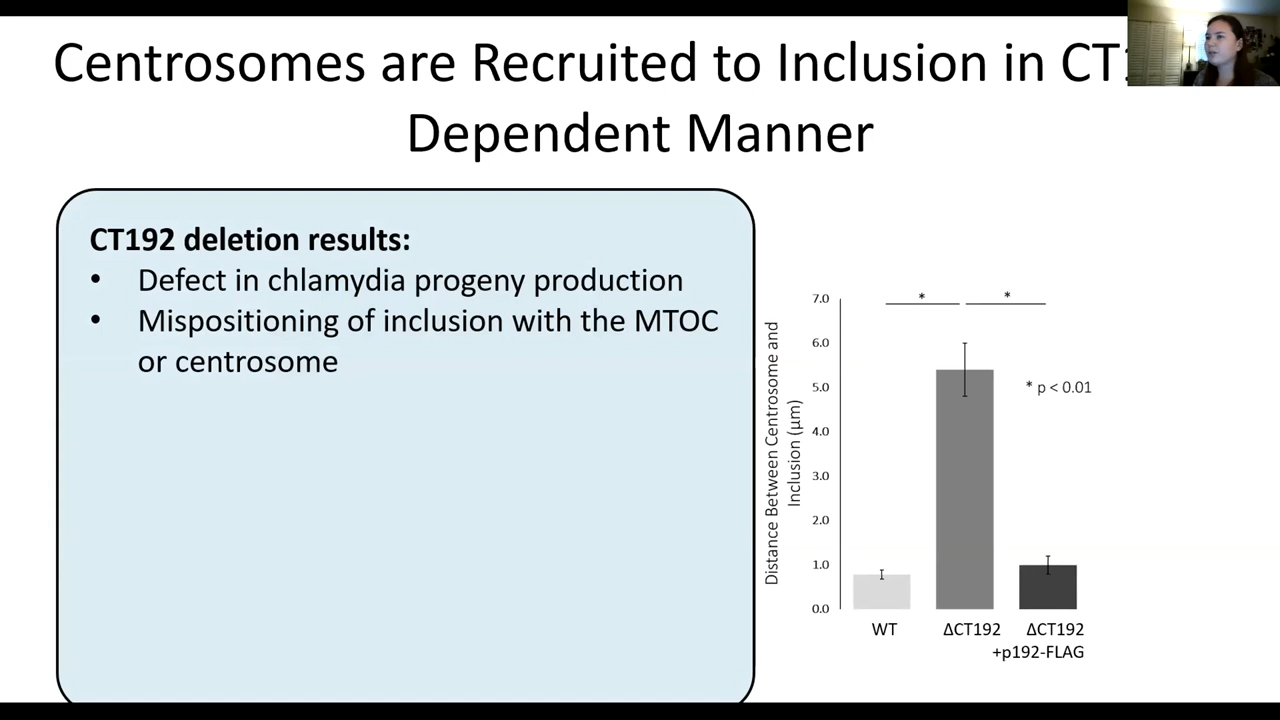 Centrosomes are Recruited to Inclusion in
Dependent Manner
CT192 deletion results:
• Defect in chlamydia progeny production
• Mispositioning of inclusion with the MTOC
or centrosome
Distance Between Centrosome and
Inclusion (µm)
7.0
6.0
5.0
4.0
3.0
2.0
1.0
0.0
* *
* p < 0.01
WT ΔCT192 ΔCT192
+p192-FLAG